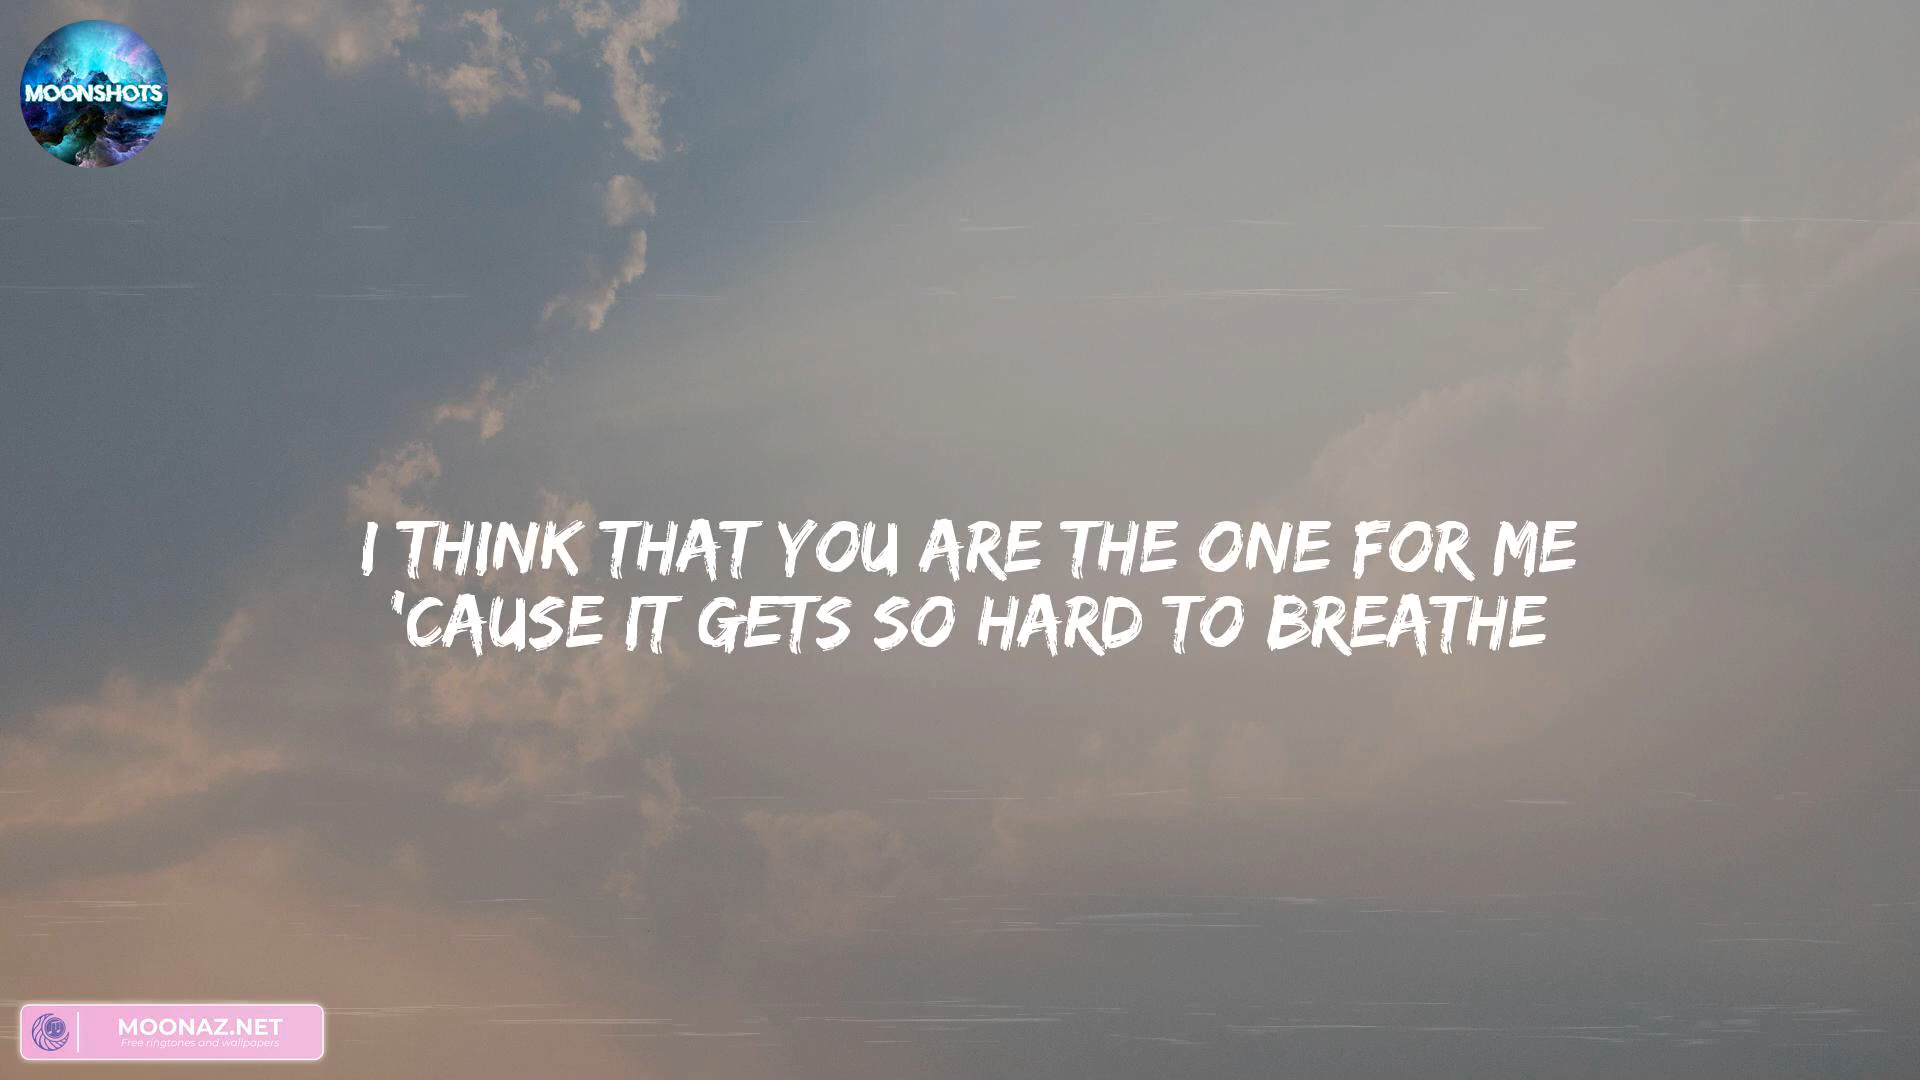 MOONSHOTS
I THINK THAT YOU ARE THE ONE FOR ME
'CAUSE IT GETS SO HARD TO BREATHE
MOONAZ.NET
Free ringtones and wallpapers